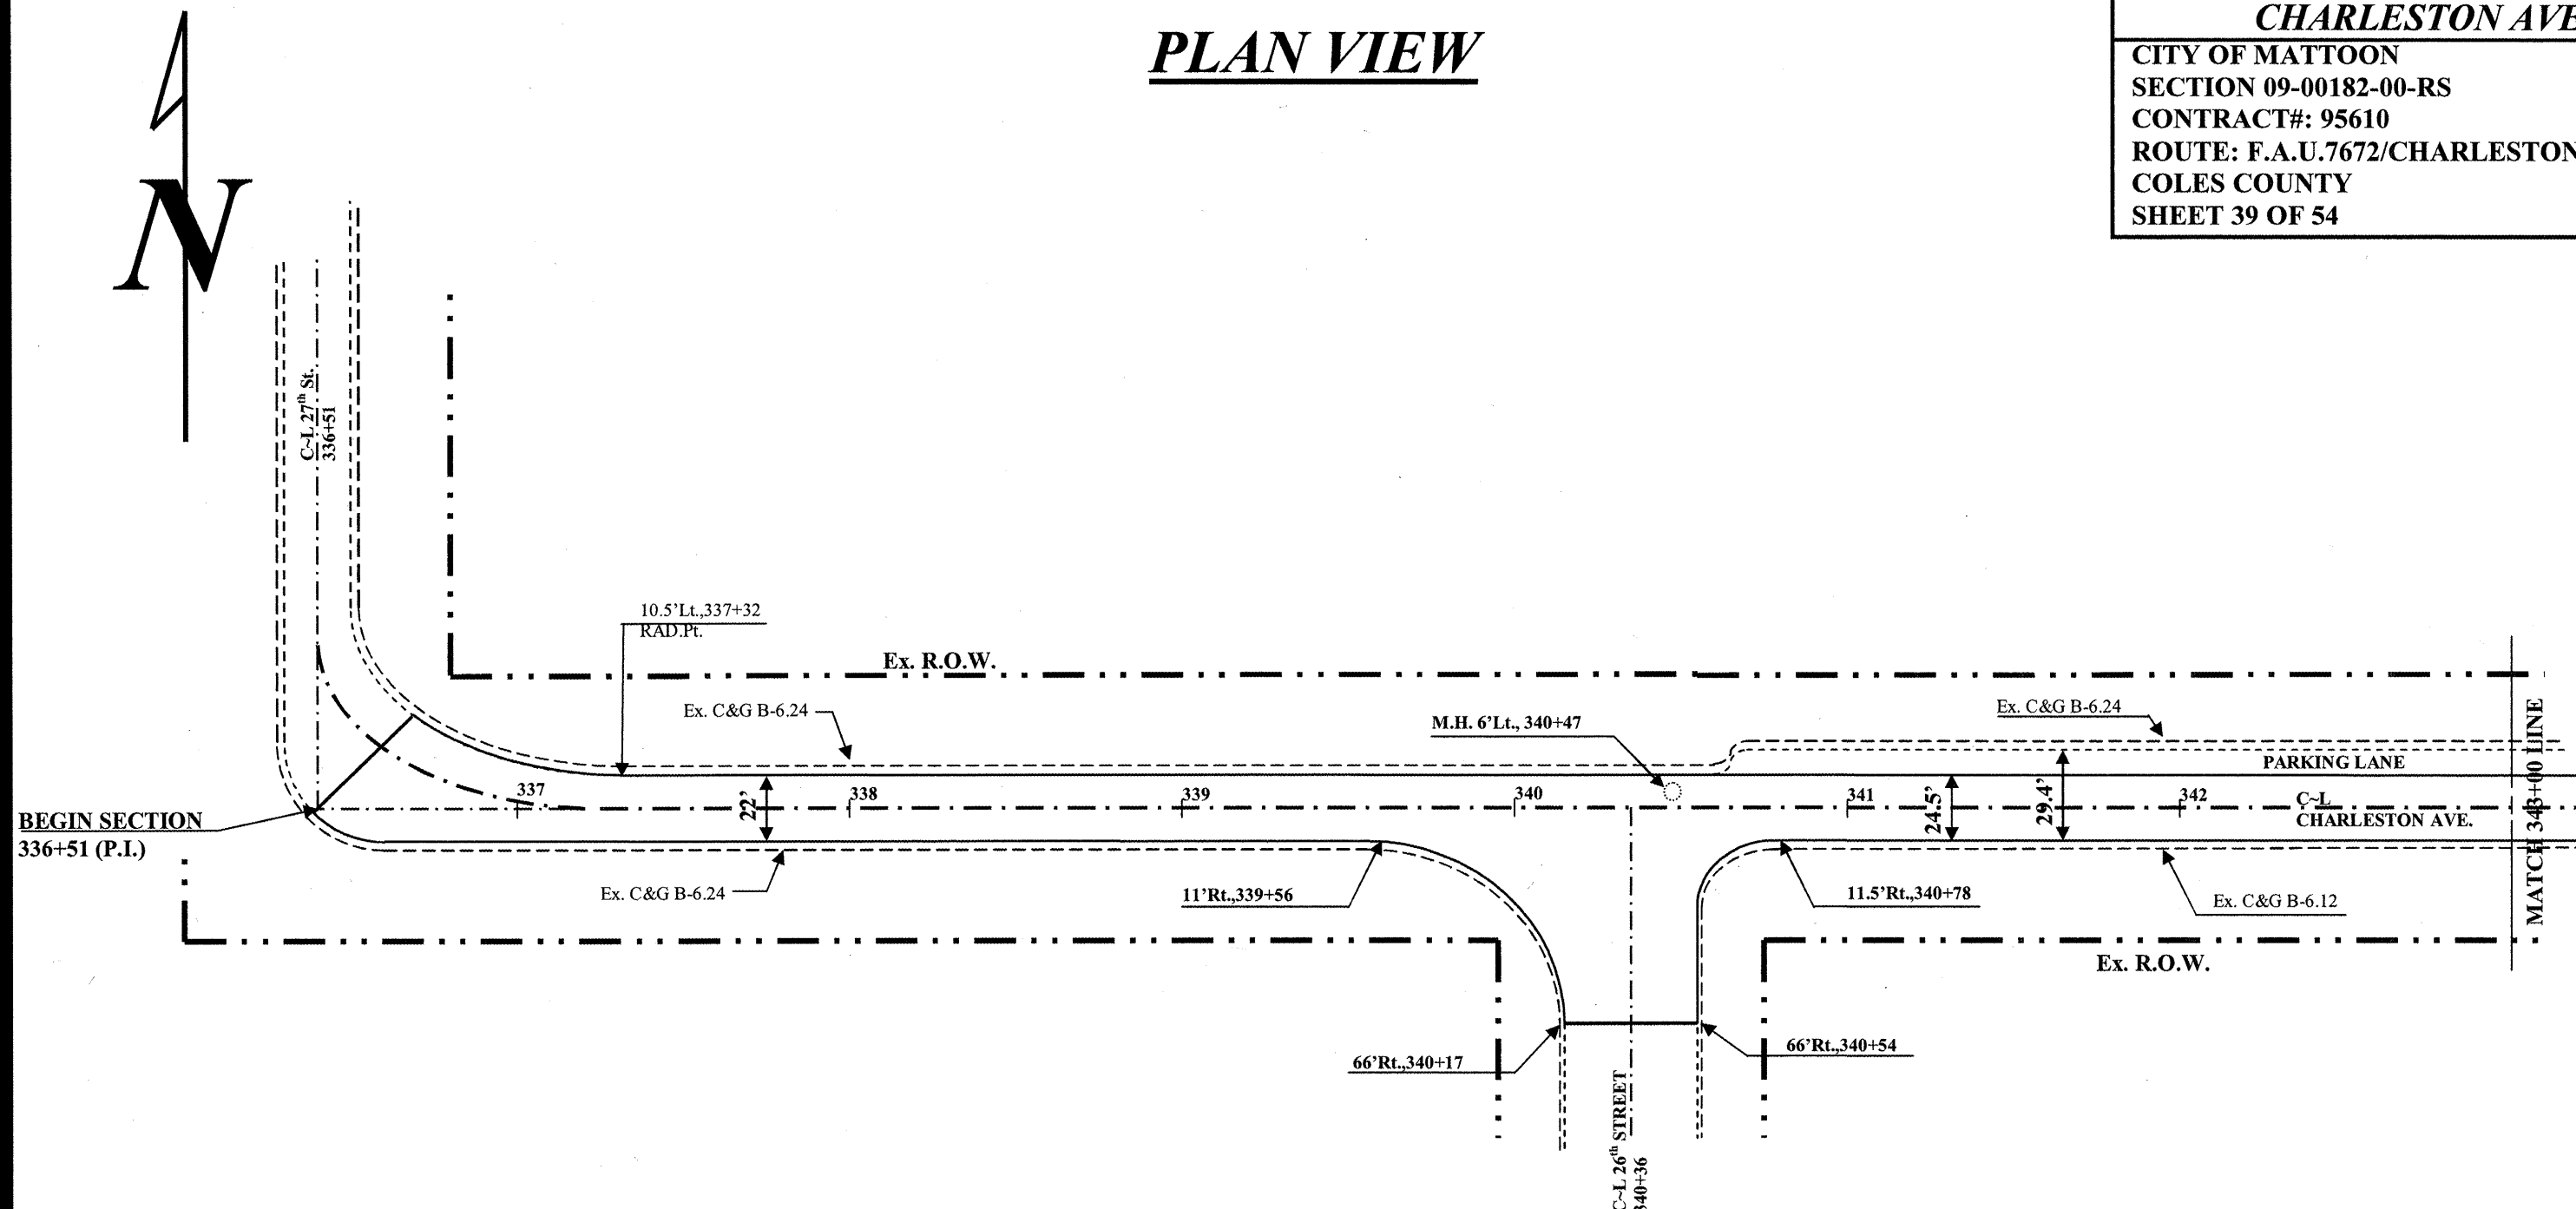 PLAN VIEW
CHARLESTON AVE
CITY OF MATTOON
SECTION 09-00182-00-RS
CONTRACT#: 95610
ROUTE: F.A.U.7672/CHARLESTON
COLES COUNTY
SHEET 39 OF 54
N
C~L 27th St.
336+51
10.5'Lt.,337+32
RAD.Pt.
Ex. R.O.W.
Ex. C&G B-6.24
M.H. 6'Lt., 340+47
Ex. C&G B-6.24
PARKING LANE
337
338
339
340
341
342
22'
24.5'
29.4'
C~L
CHARLESTON AVE.
MATCH 343+00 LINE
BEGIN SECTION
336+51 (P.I.)
Ex. C&G B-6.24
11'Rt.,339+56
11.5'Rt.,340+78
Ex. C&G B-6.12
Ex. R.O.W.
66'Rt.,340+17
66'Rt.,340+54
C~L 26th STREET
340+36